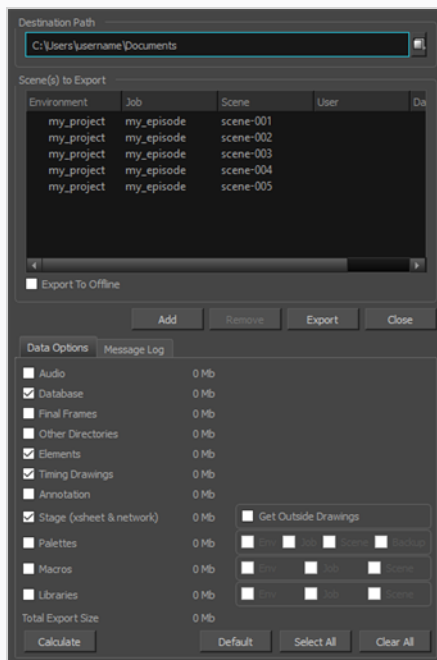 Destination Path
C:\Users\username\Documents
Scene(s) to Export
Environment Job Scene User Da
my_project my_episode scene-001
my_project my_episode scene-002
my_project my_episode scene-003
my_project my_episode scene-004
my_project my_episode scene-005
Export To Offline
Add Remove Export Close
Data Options Message Log
Audio 0 Mb
Database 0 Mb
Final Frames 0 Mb
Other Directories 0 Mb
Elements 0 Mb
Timing Drawings 0 Mb
Annotation 0 Mb
Stage (xsheet & network) 0 Mb Get Outside Drawings
Palettes 0 Mb Env Job Scene Backup
Macros 0 Mb Env Job Scene
Libraries 0 Mb Env Job Scene
Total Export Size 0 Mb
Calculate Default Select All Clear All